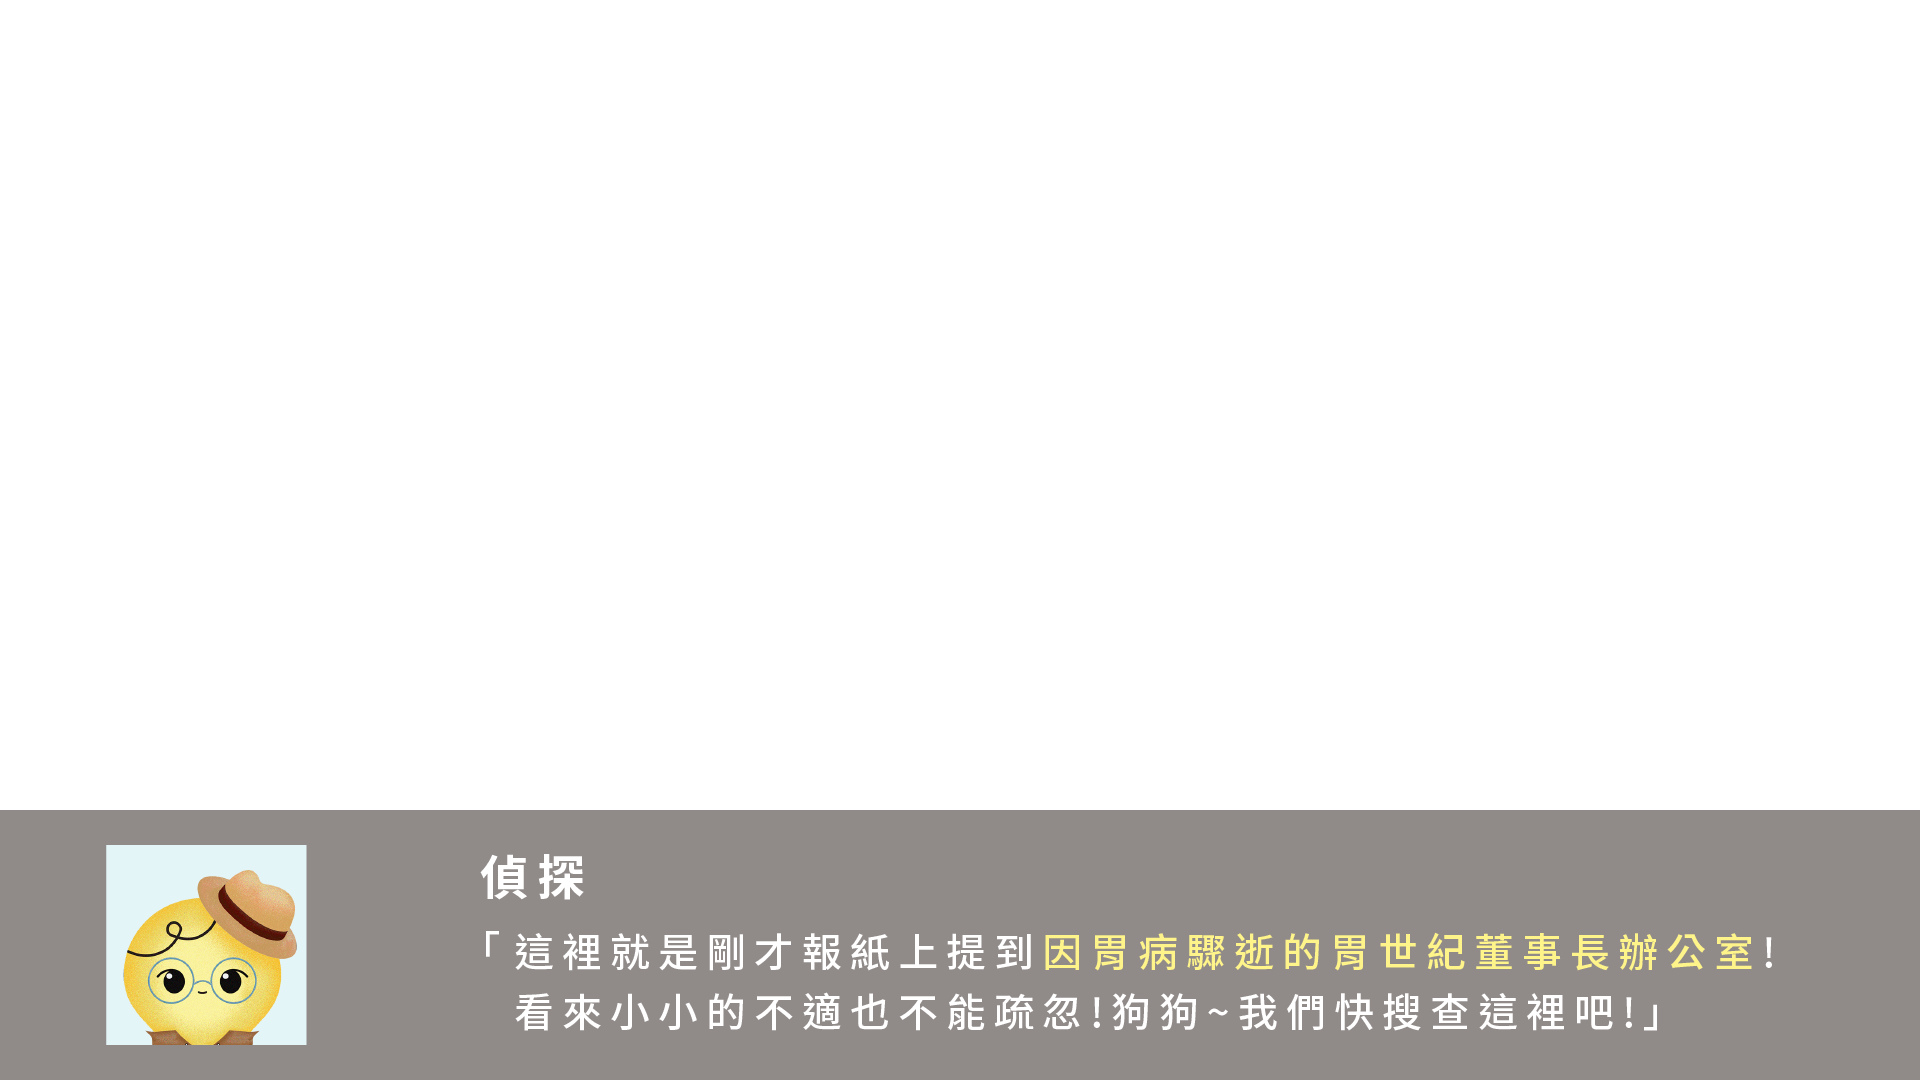 偵探
「這裡就是剛才報紙上提到因胃病驟逝的胃世紀董事長辦公室!
看來小小的不適也不能疏忽!狗狗~我們快搜查這裡吧!」